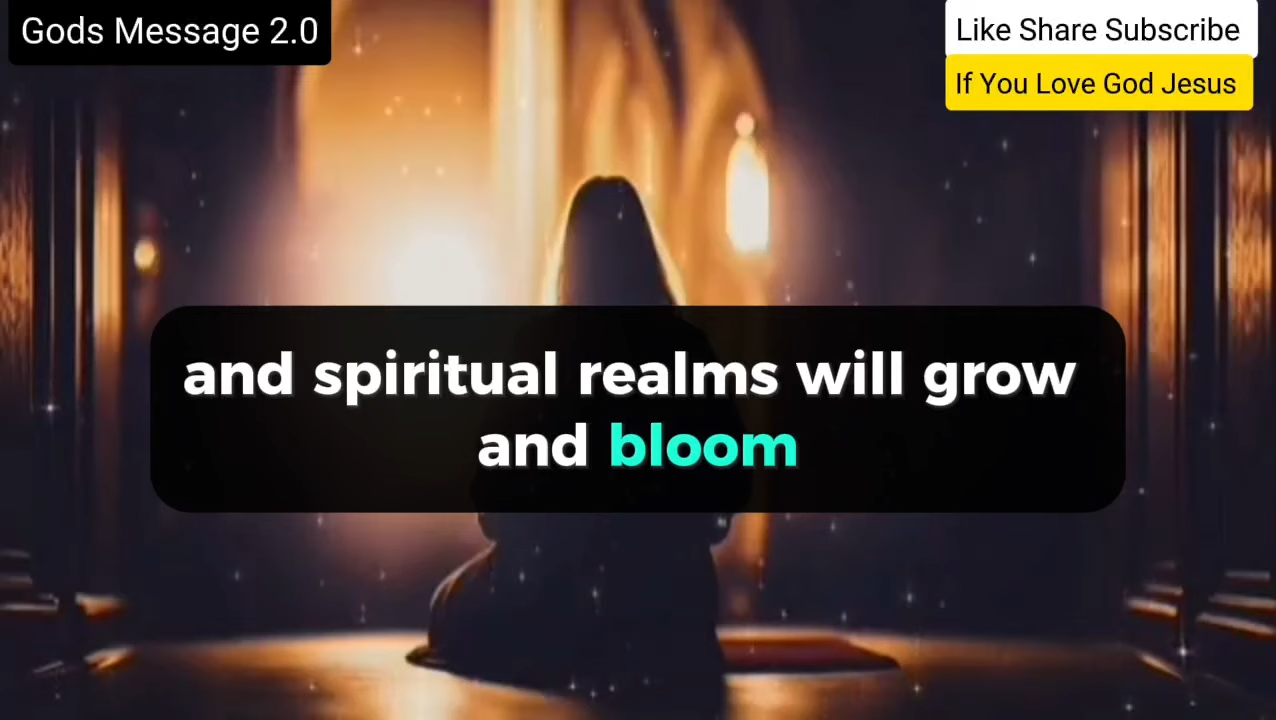 Gods Message 2.0
Like Share Subscribe
If You Love God Jesus
and spiritual realms will grow
and bloom